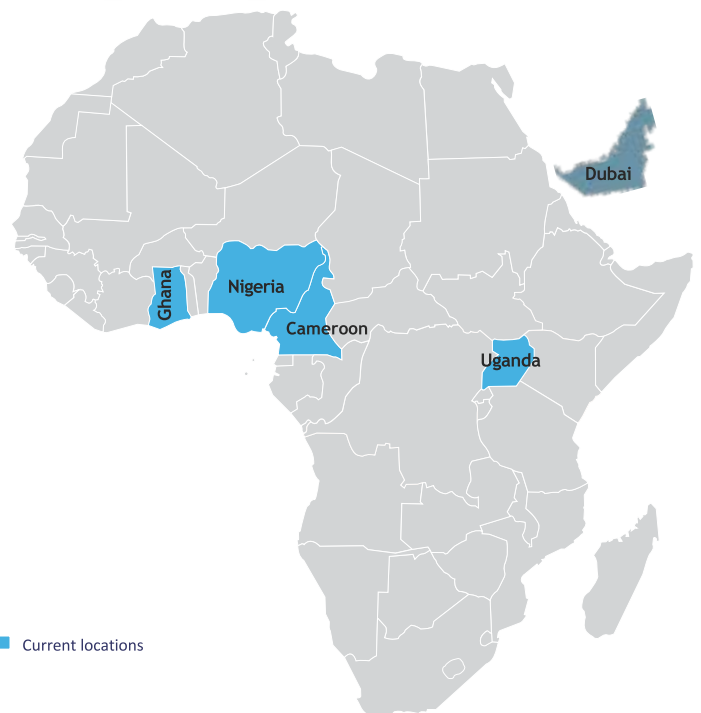 Dubai
Ghana
Nigeria
Cameroon
Uganda
Current locations